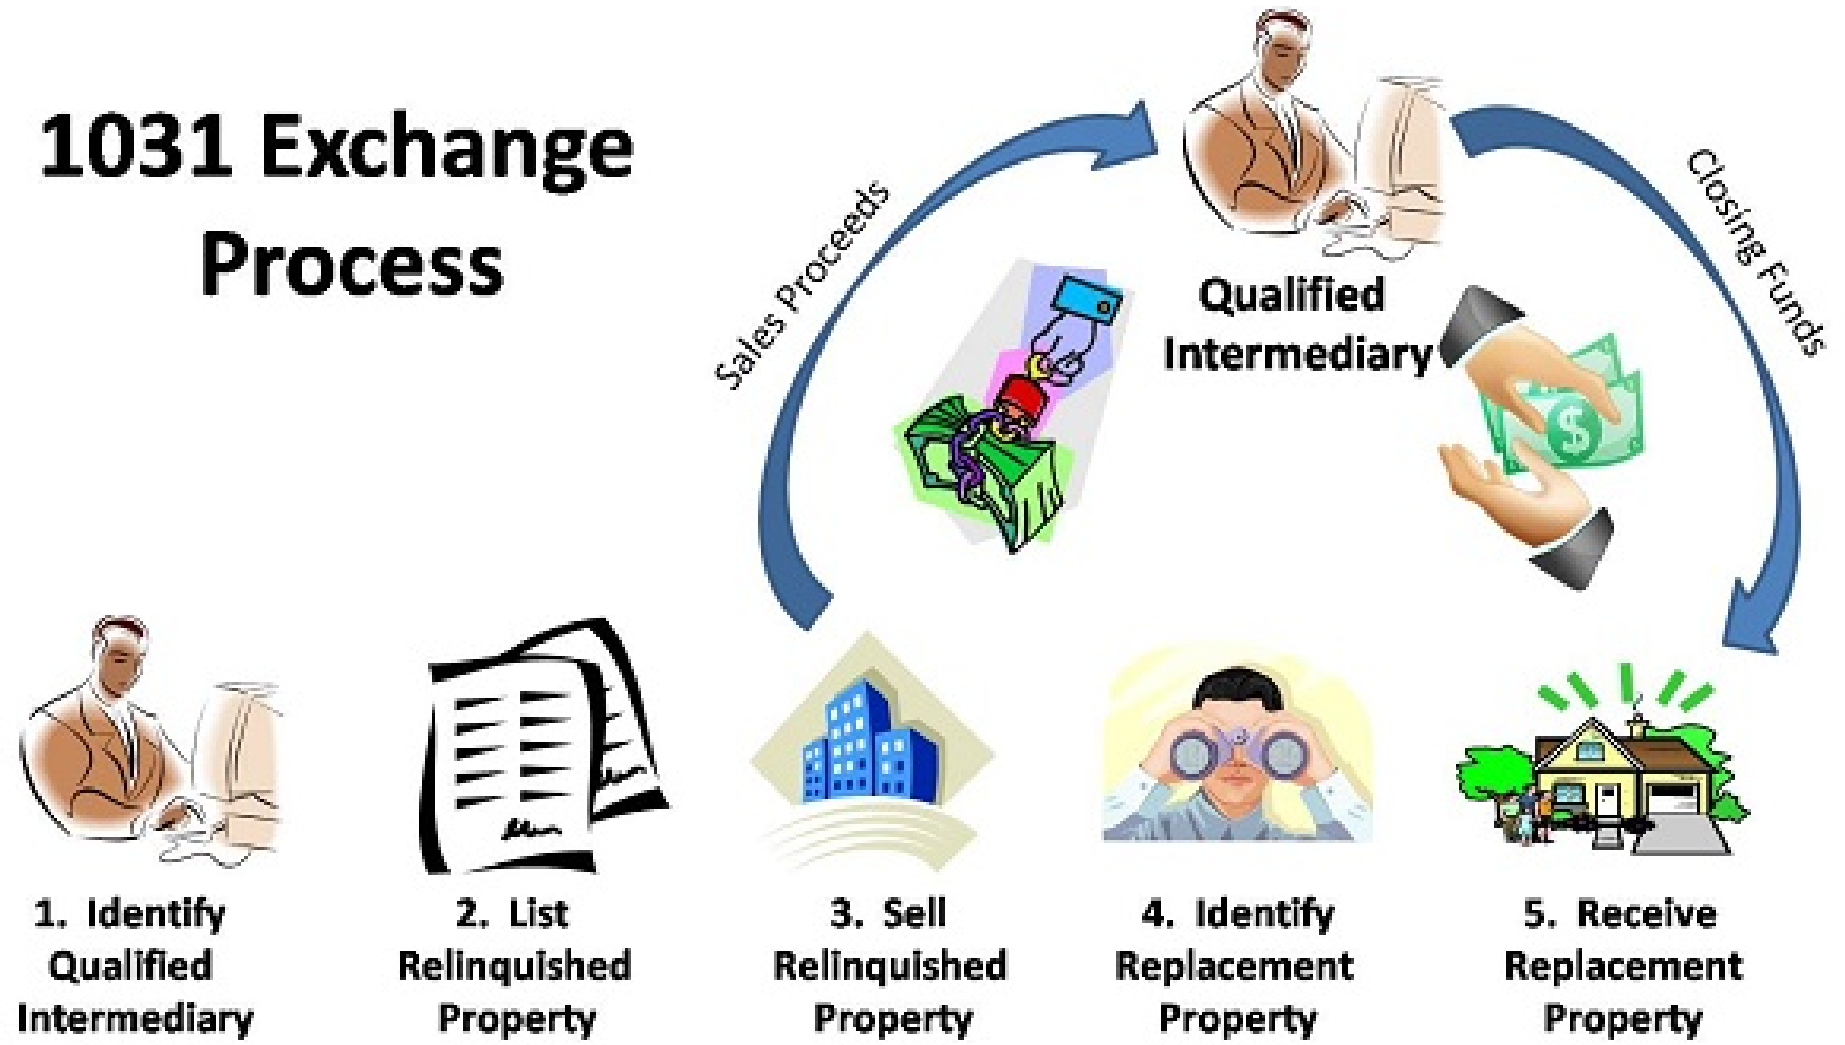 1031 Exchange
Process
Sales Proceeds
Closing Funds
Qualified
Intermediary
$
1. Identify
Qualified
Intermediary
2. List
Relinquished
Property
3. Sell
Relinquished
Property
4. Identify
Replacement
Property
5. Receive
Replacement
Property